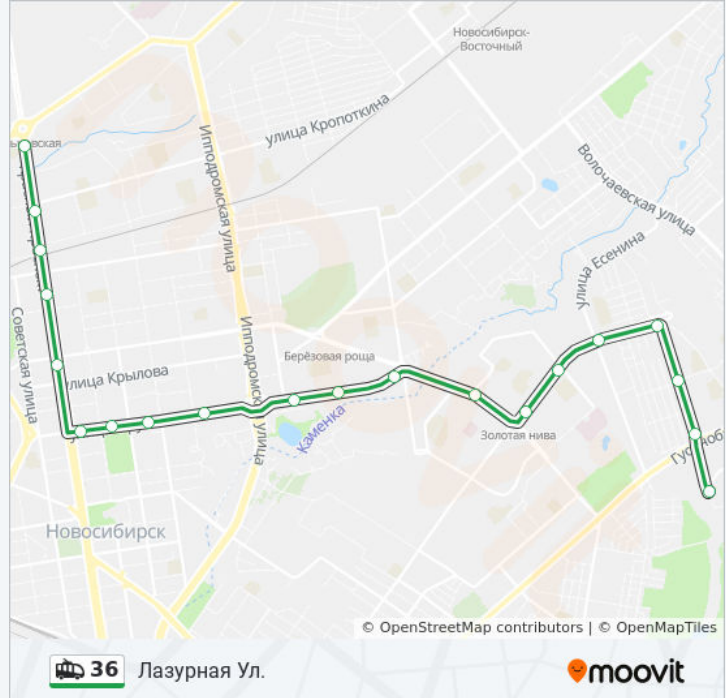 Новосибирск-
Восточный
улица Кропоткина
Ипподромская улица
Волочаевская улица
Улица Есенина
Советская улица
улица Крылова
Ипподромская улица
Берёзовая роща
Каменка
Золотая нива
Новосибирск
© OpenStreetMap contributors | © OpenMapTiles
36 Лазурная Ул.
moovit